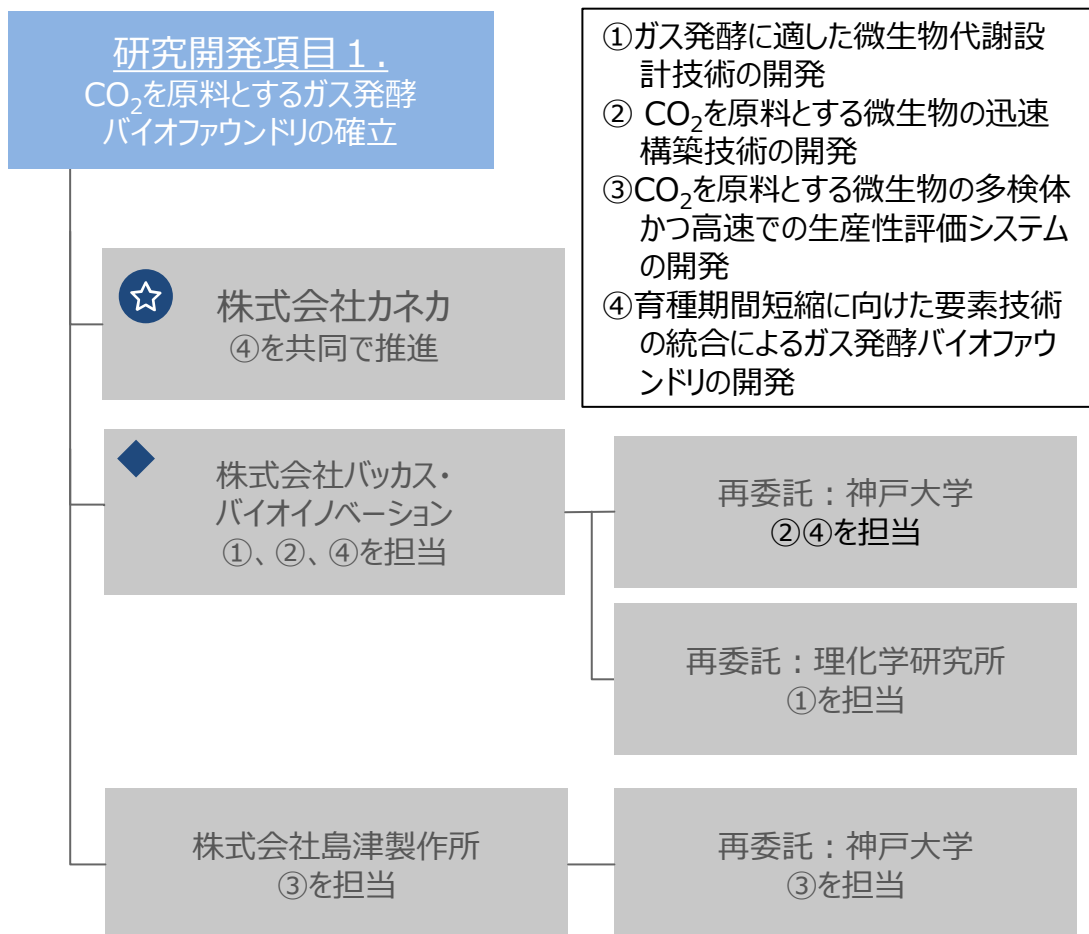 研究開発項目1.
CO₂を原料とするガス発酵
バイオファウンドリの確立
①ガス発酵に適した微生物代謝設
計技術の開発
② CO₂を原料とする微生物の迅速
構築技術の開発
③CO₂を原料とする微生物の多検体
かつ高速での生産性評価システム
の開発
④育種期間短縮に向けた要素技術
の統合によるガス発酵バイオファウ
ンドリの開発
株式会社カネカ
④を共同で推進
株式会社バッカス・
バイオイノベーション
①、②、④を担当
再委託：神戸大学
②④を担当
再委託：理化学研究所
①を担当
株式会社島津製作所
③を担当
再委託：神戸大学
③を担当